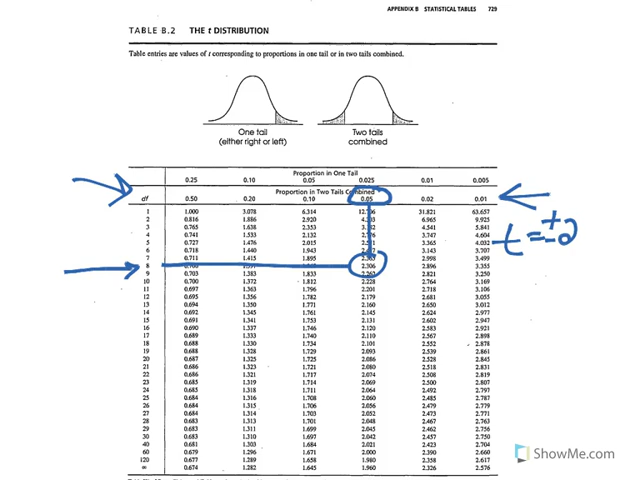 APPENDIX B STATISTICAL TABLES 729
TABLE B.2 THE t DISTRIBUTION
Table entries are values of t corresponding to proportions in one tail or in two tails combined.
One tail
(either right or left)
Two tails
combined
Proportion in One Tail
0.25 0.10 0.05 0.025 0.01 0.005
Proportion in Two Tails Combined
df 0.50 0.20 0.10 0.05 0.02 0.01
1 1.000 3.078 6.314 31.821 63.657
2 0.816 1.886 2.920 6.965 9.925
3 0.765 1.638 2.353 4.541 5.841
4 0.741 1.533 2.132 3.747 4.604
5 0.727 1.476 2.015 3.365 4.032
6 0.718 1.440 1.943 3.143 3.707
7 0.711 1.415 1.895 2.998 3.499
8 2.306 2.896 3.355
9 0.703 1.383 1.833 2.262 2.821 3.250
10 0.700 1.372 1.812 2.228 2.764 3.169
11 0.697 1.363 1.796 2.201 2.718 3.106
12 0.695 1.356 1.782 2.179 2.681 3.055
13 0.694 1.350 1.771 2.160 2.650 3.012
14 0.692 1.345 1.761 2.145 2.624 2.977
15 0.691 1.341 1.753 2.131 2.602 2.947
16 0.690 1.337 1.746 2.120 2.583 2.921
17 0.689 1.333 1.740 2.110 2.567 2.898
18 0.688 1.330 1.734 2.101 2.552 2.878
19 0.688 1.328 1.729 2.093 2.539 2.861
20 0.687 1.325 1.725 2.086 2.528 2.845
21 0.686 1.323 1.721 2.080 2.518 2.831
22 0.686 1.321 1.717 2.074 2.508 2.819
23 0.685 1.319 1.714 2.069 2.500 2.807
24 0.685 1.318 1.711 2.064 2.492 2.797
25 0.684 1.316 1.708 2.060 2.485 2.787
26 0.684 1.315 1.706 2.056 2.479 2.779
27 0.684 1.314 1.703 2.052 2.473 2.771
28 0.683 1.313 1.701 2.048 2.467 2.763
29 0.683 1.311 1.699 2.045 2.462 2.756
30 0.683 1.310 1.697 2.042 2.457 2.750
40 0.681 1.303 1.684 2.021 2.423 2.704
60 0.679 1.296 1.671 2.000 2.390 2.660
120 0.677 1.289 1.658 1.980 2.358 2.617
∞ 0.674 1.282 1.645 1.960 2.326 2.576
t = ±2
ShowMe.com